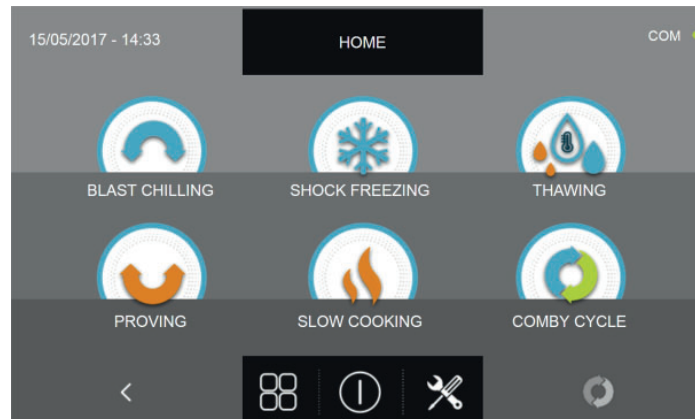 15/05/2017 - 14:33
HOME
COM
BLAST CHILLING
SHOCK FREEZING
THAWING
PROVING
SLOW COOKING
COMBY CYCLE